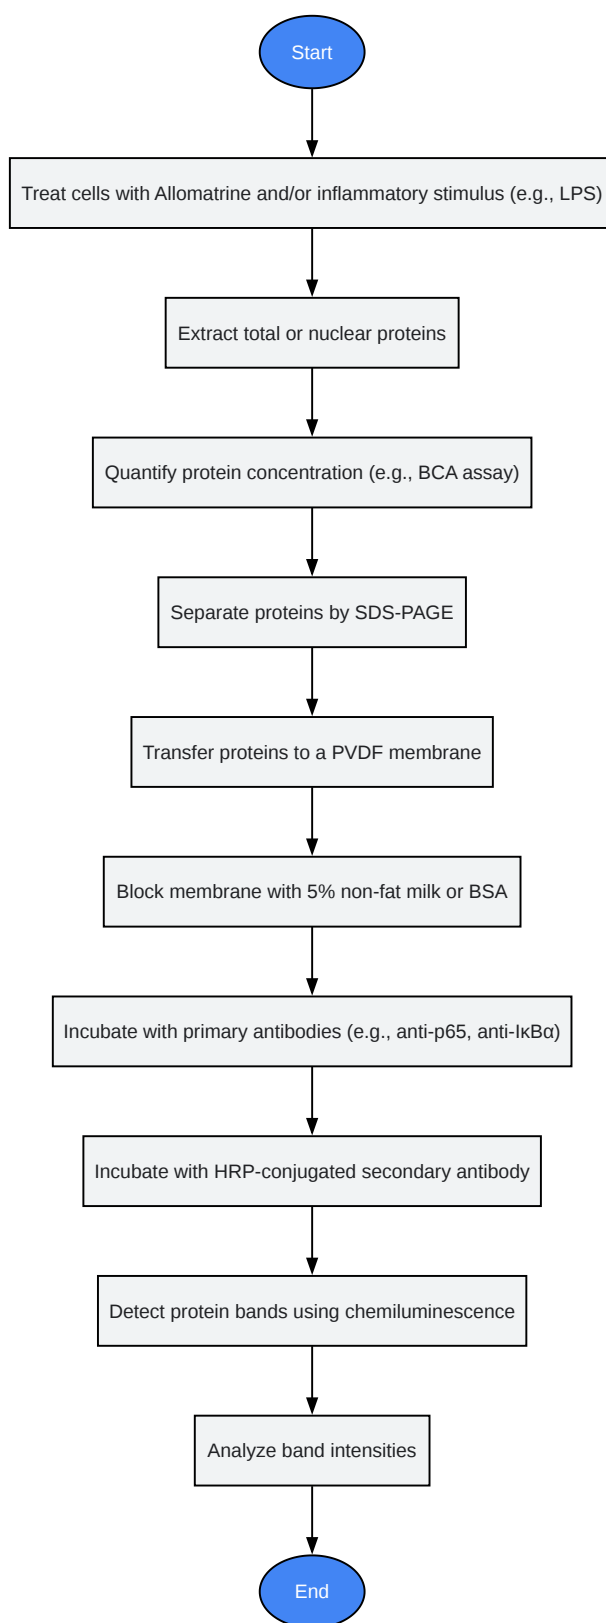 Start
Treat cells with Allomatrine and/or inflammatory stimulus (e.g., LPS)
Extract total or nuclear proteins
Quantify protein concentration (e.g., BCA assay)
Separate proteins by SDS-PAGE
Transfer proteins to a PVDF membrane
Block membrane with 5% non-fat milk or BSA
Incubate with primary antibodies (e.g., anti-p65, anti-IκBα)
Incubate with HRP-conjugated secondary antibody
Detect protein bands using chemiluminescence
Analyze band intensities
End